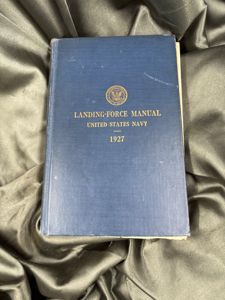 LANDING-FORCE MANUAL
UNITED STATES NAVY
1927